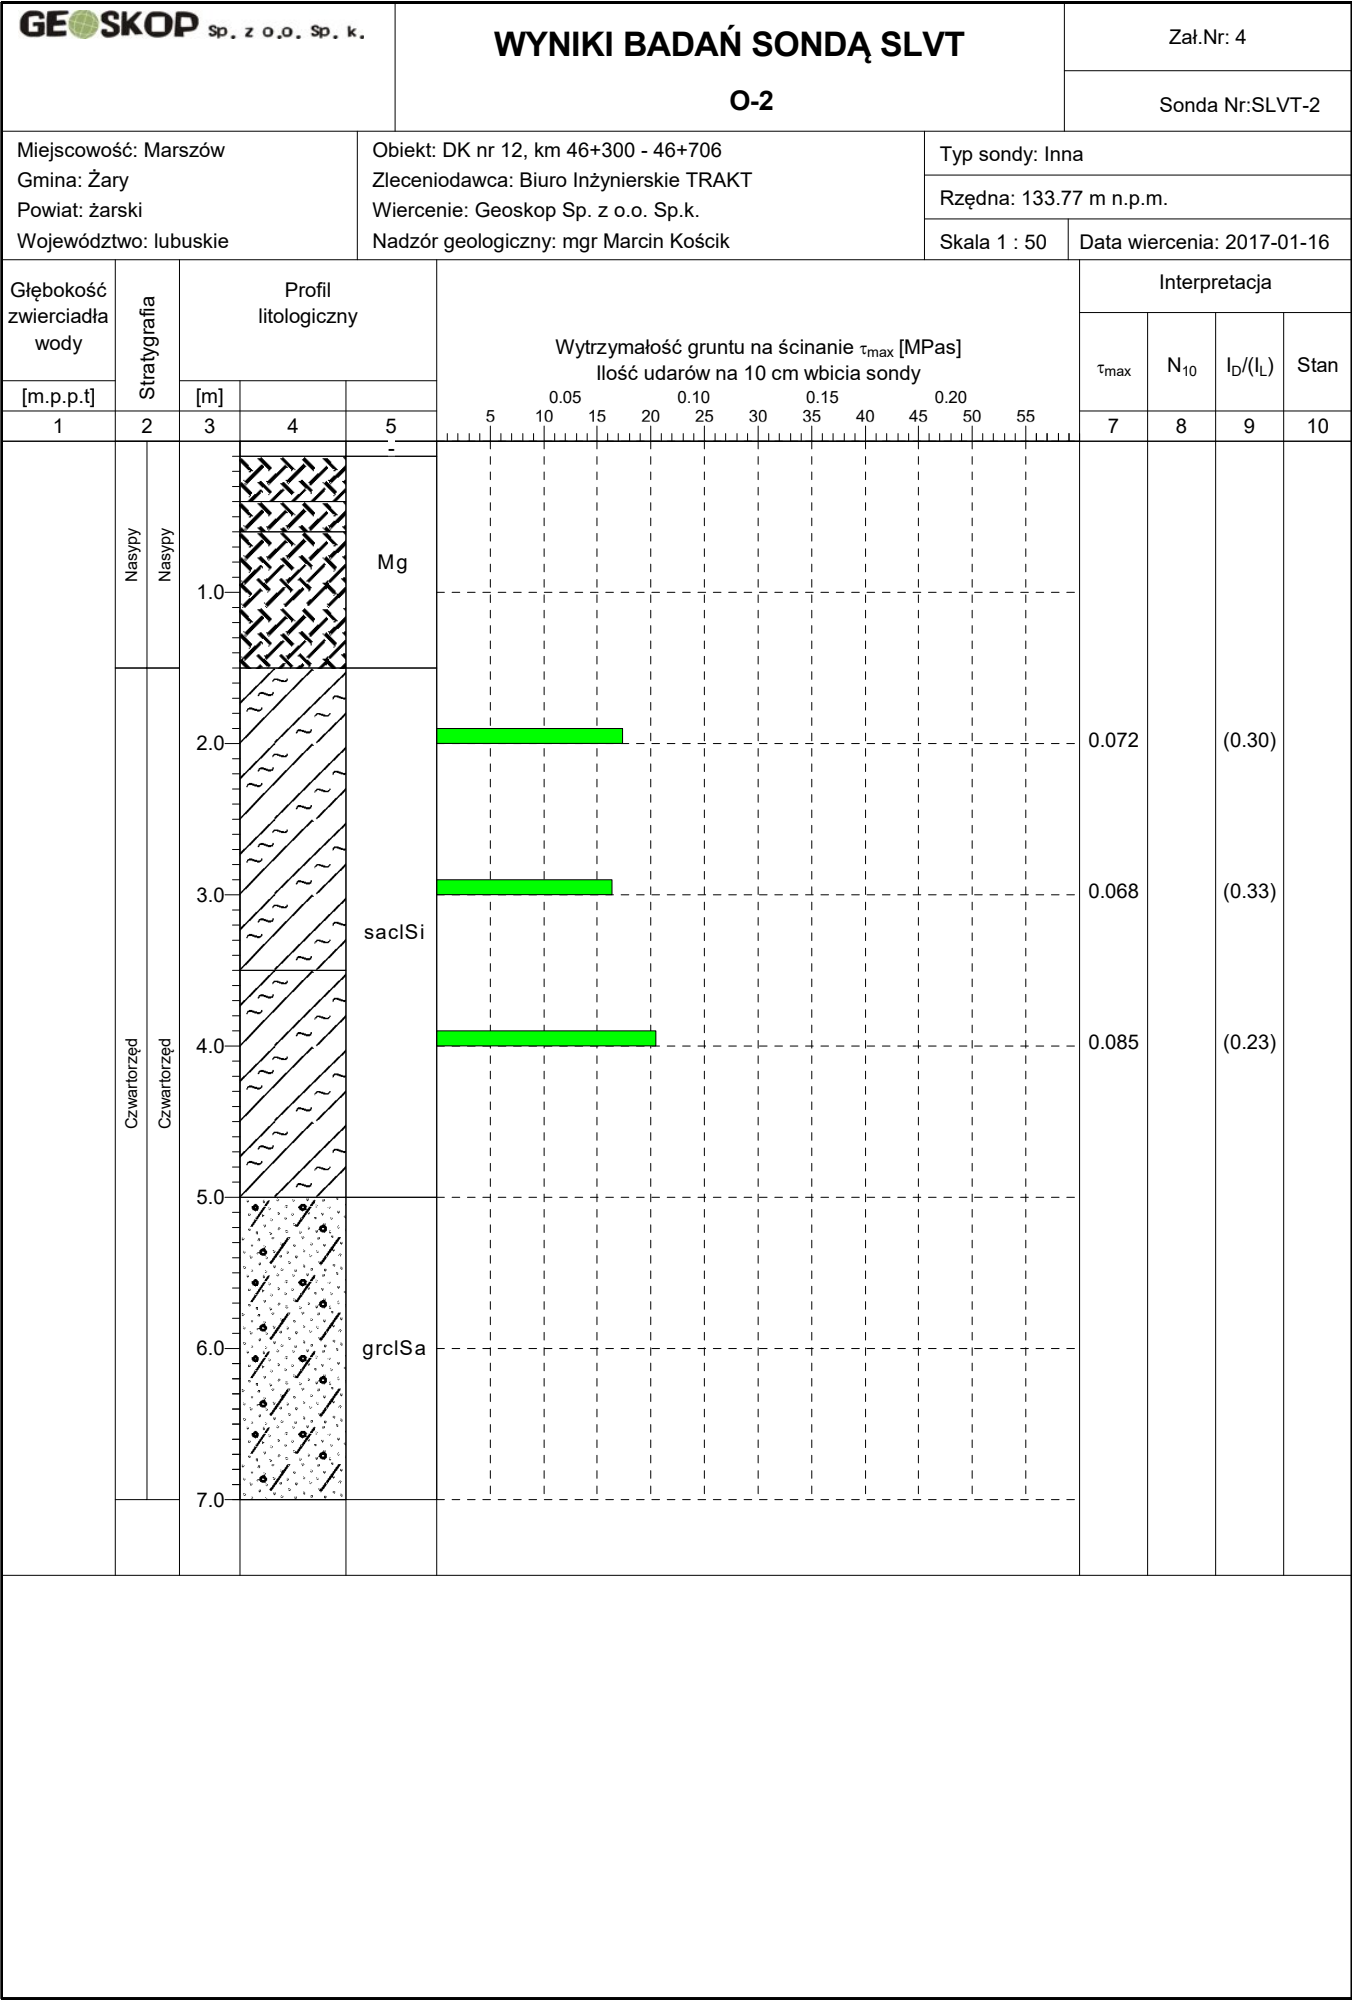 GEOSKOP Sp. z o.o. Sp. k.
WYNIKI BADAŃ SONDĄ SLVT
O-2
Zał.Nr: 4
Sonda Nr:SLVT-2
Miejscowość: Marszów
Gmina: Żary
Powiat: żarski
Województwo: lubuskie
Obiekt: DK nr 12, km 46+300 - 46+706
Zleceniodawca: Biuro Inżynierskie TRAKT
Wiercenie: Geoskop Sp. z o.o. Sp.k.
Nadzór geologiczny: mgr Marcin Kościk
Typ sondy: Inna
Rzędna: 133.77 m n.p.m.
Skala 1 : 50
Data wiercenia: 2017-01-16
Głębokość
zwierciadła
wody
[m.p.p.t]
Stratygrafia
Profil
litologiczny
[m]
Wytrzymałość gruntu na ścinanie τmax [MPas]
Ilość udarów na 10 cm wbicia sondy
0.05 0.10 0.15 0.20
5 10 15 20 25 30 35 40 45 50 55
Interpretacja
τmax N10 ID/(IL) Stan
1 2 3 4 5 7 8 9 10
-
Nasypy Nasypy
Mg
1.0
2.0 0.072 (0.30)
3.0 0.068 (0.33)
saclSi
4.0 0.085 (0.23)
Czwartorzęd Czwartorzęd
5.0
6.0 grclSa
7.0